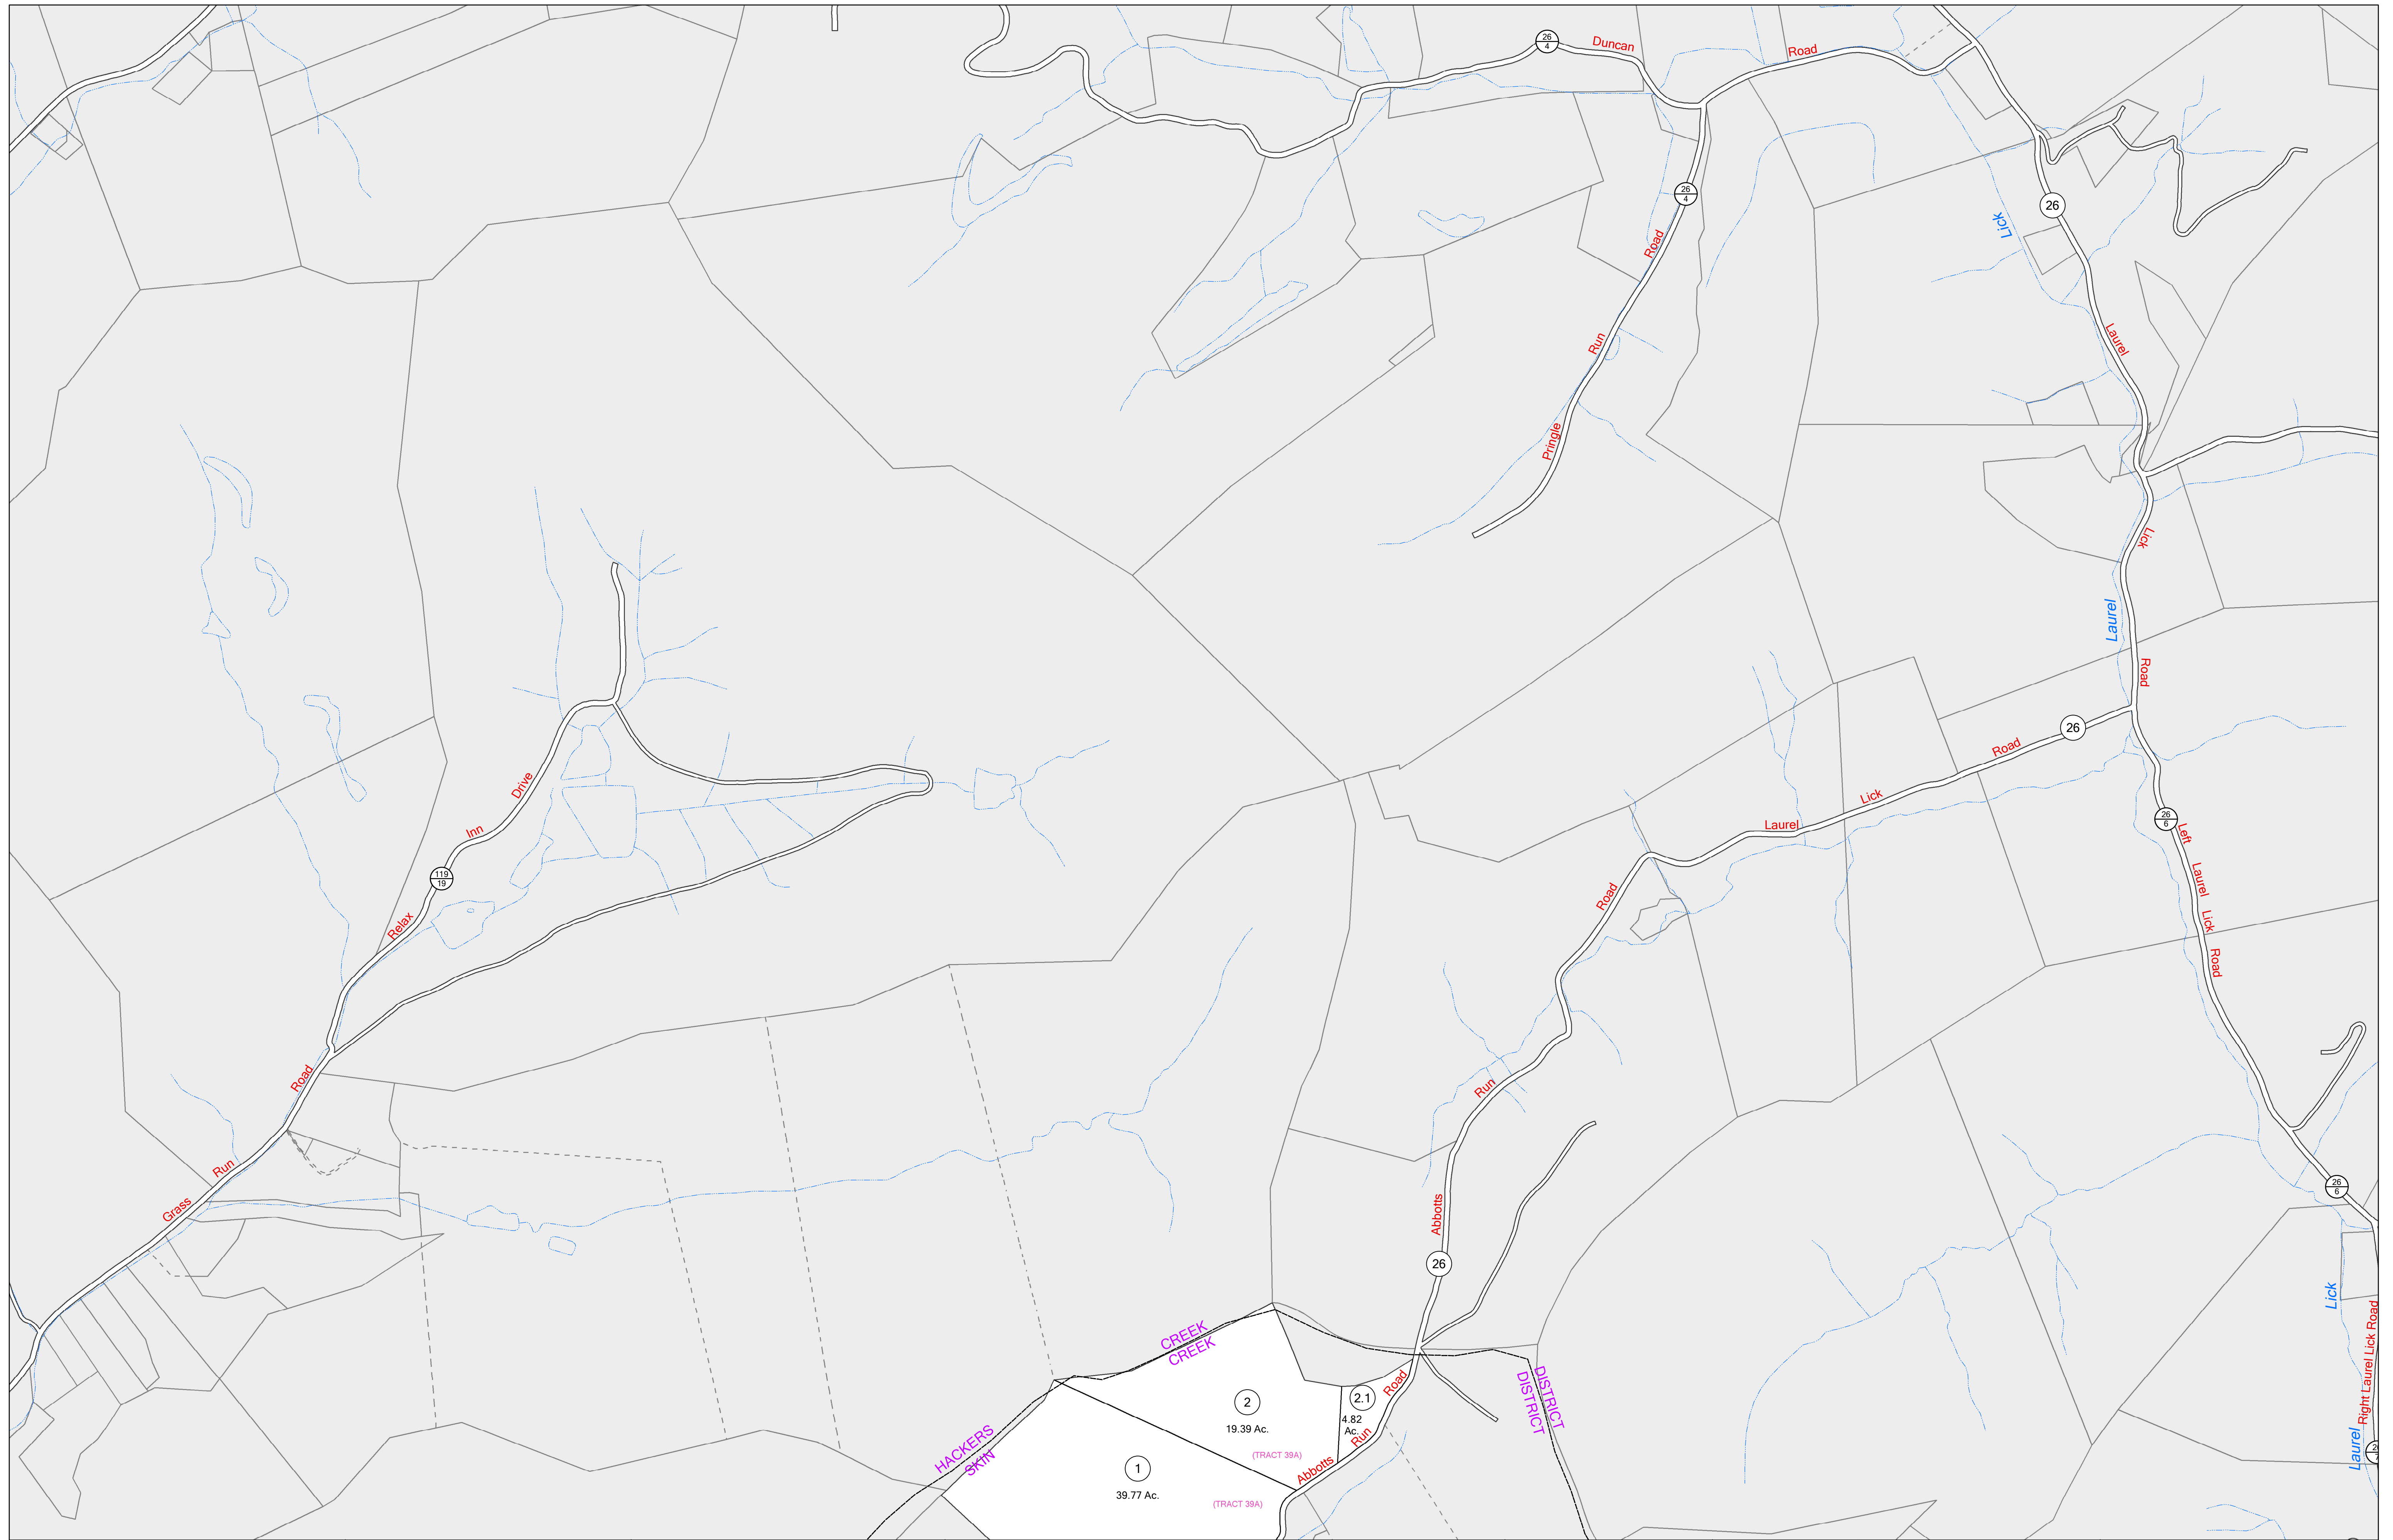 26
4
Duncan
Road
26
4
Road
Run
Pringle
26
Lick
Laurel
Lick
Laurel
Road
26
Road
Lick
Laurel
Road
Run
Abbotts
26
26
6
Left
Laurel
Lick
Road
26
6
Lick
Laurel
Right Laurel Lick Road
Drive
Inn
119
19
Relax
Road
Run
Grass
CREEK
CREEK
HACKERS
SKIN
DISTRICT
DISTRICT
2
19.39 Ac.
(TRACT 39A)
2.1
4.82
Ac.
Road
Run
Abbotts
1
39.77 Ac.
(TRACT 39A)